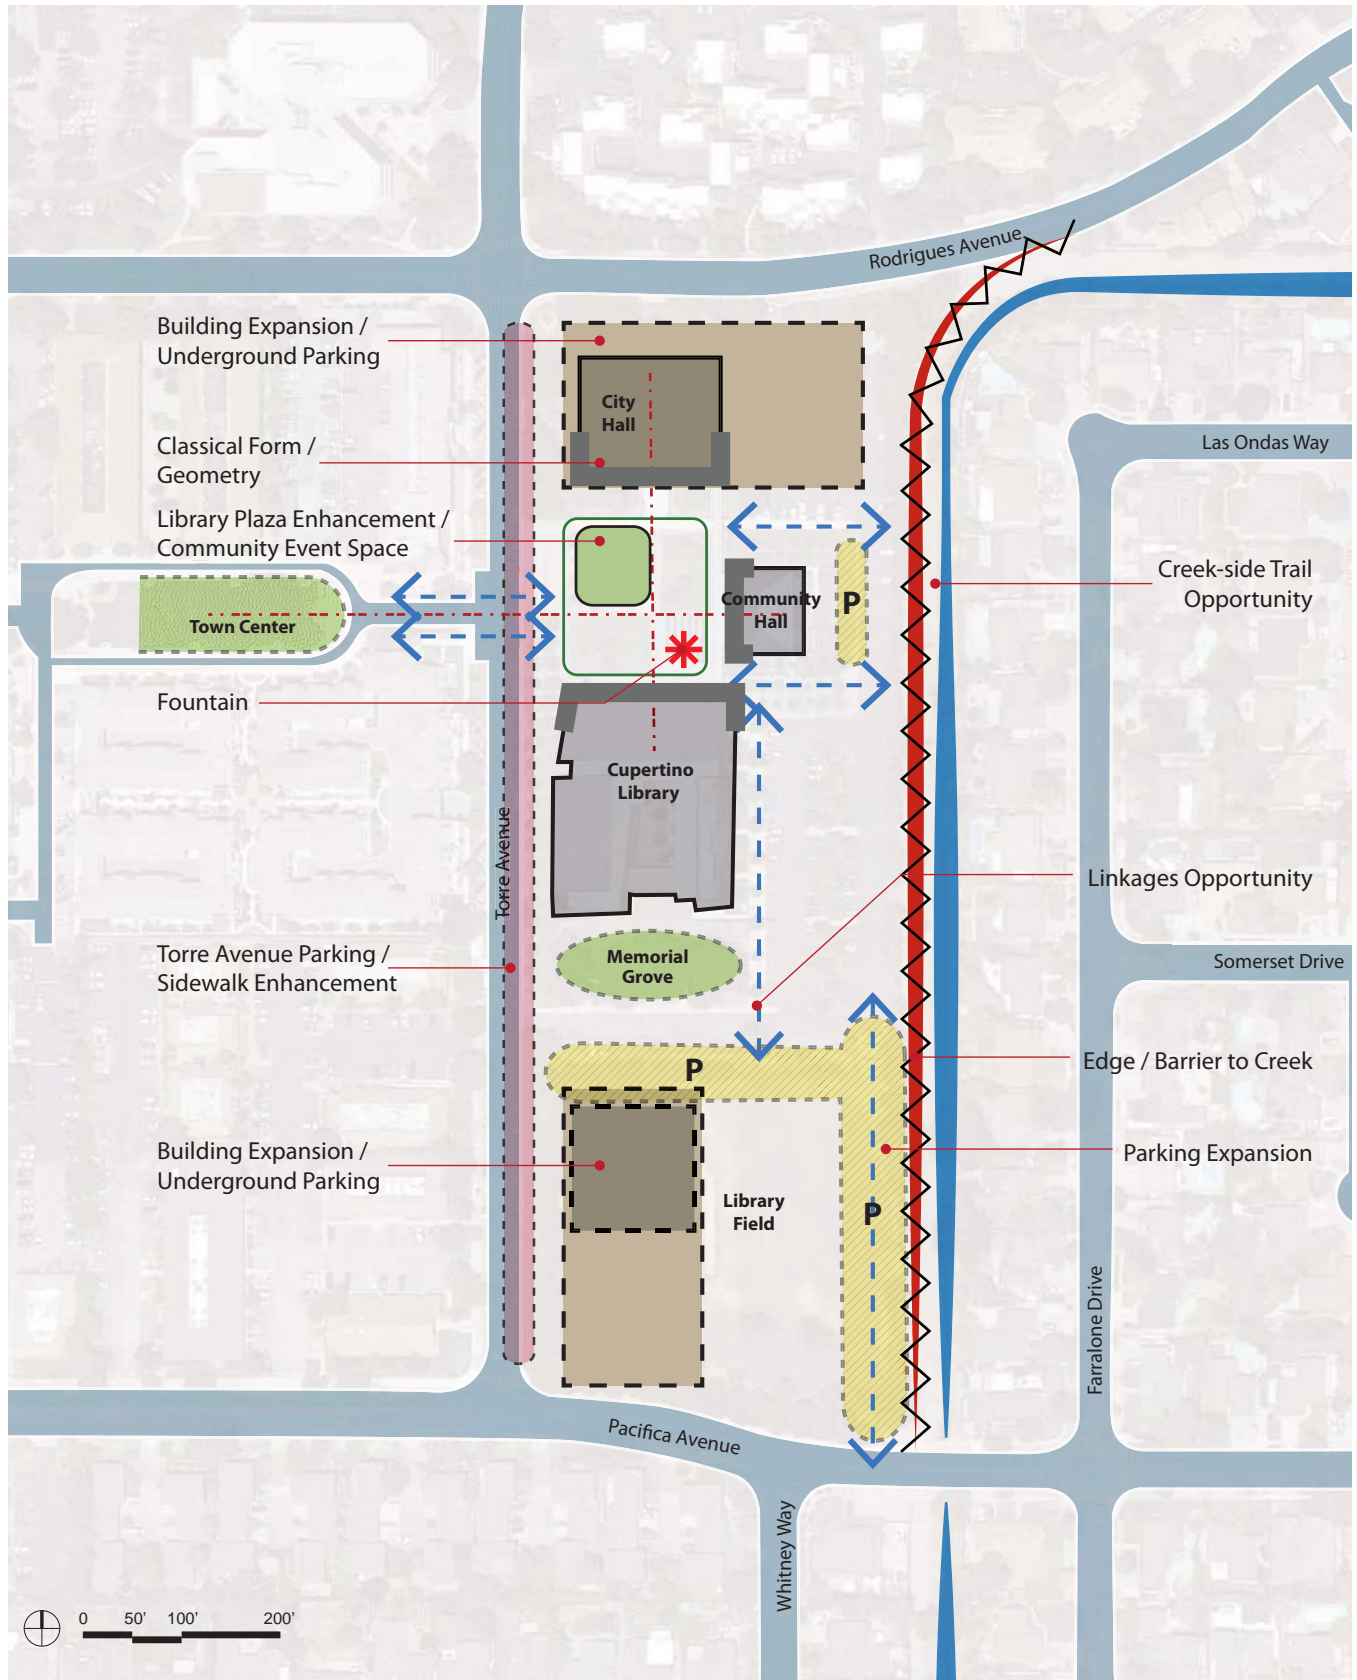 Rodrigues Avenue
Building Expansion /
Underground Parking
City
Hall
Las Ondas Way
Classical Form /
Geometry
Library Plaza Enhancement /
Community Event Space
Creek-side Trail
Opportunity
Community
Hall
P
Town Center
Fountain
Cupertino
Library
Torre Avenue
Linkages Opportunity
Torre Avenue Parking /
Sidewalk Enhancement
Memorial
Grove
Somerset Drive
P
Edge / Barrier to Creek
Building Expansion /
Underground Parking
Parking Expansion
Library
Field
P
Farralone Drive
Pacifica Avenue
Whitney Way
0 50' 100' 200'